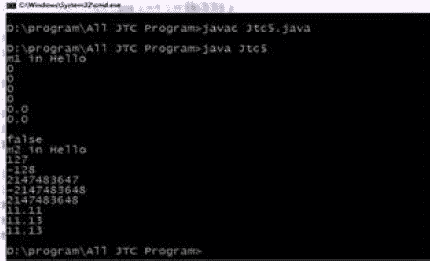 C:\Windows\System32\cmd.exe
D:\program\All JTC Program>javac Jtc5.java
D:\program\All JTC Program>java Jtc5
m1 in Hello
0
0
0
0
0.0
0.0
false
m2 in Hello
127
-128
2147483647
-2147483648
2147483648
11.11
11.13
11.13
D:\program\All JTC Program>